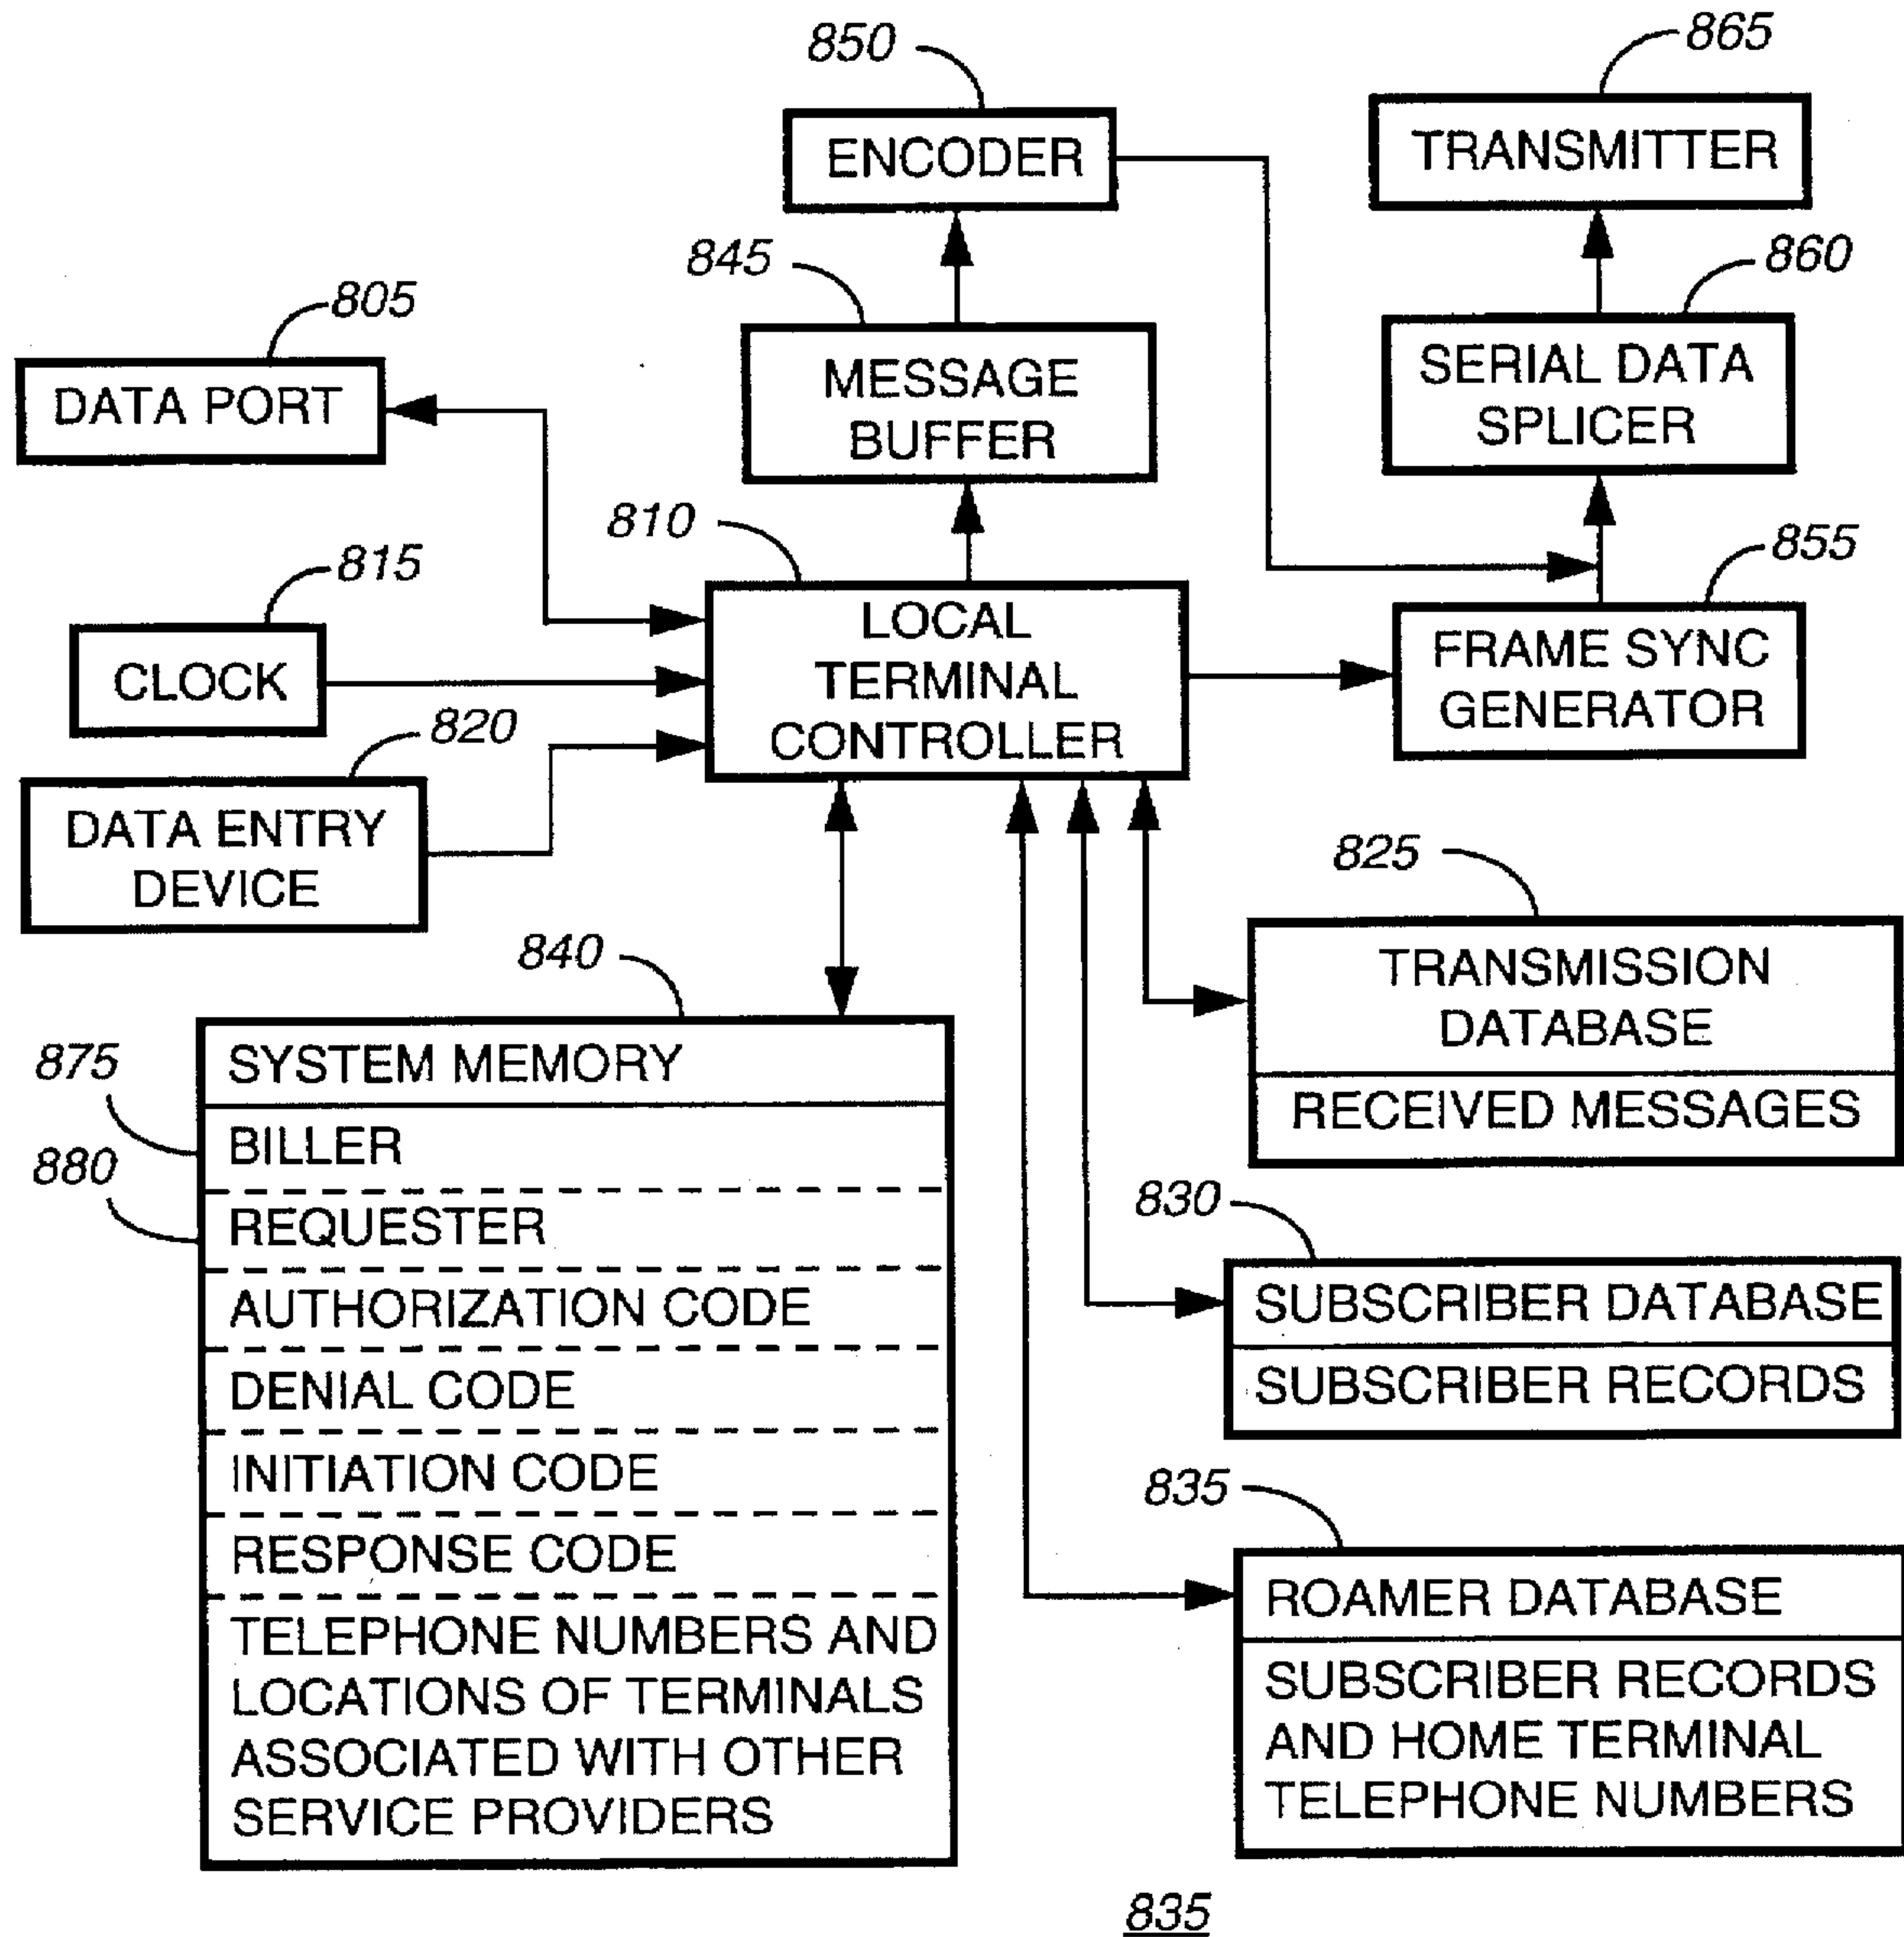 850
ENCODER
865
TRANSMITTER
845
MESSAGE
BUFFER
860
SERIAL DATA
SPLICER
805
DATA PORT
810
LOCAL
TERMINAL
CONTROLLER
815
CLOCK
855
FRAME SYNC
GENERATOR
820
DATA ENTRY
DEVICE
825
TRANSMISSION
DATABASE
RECEIVED MESSAGES
840
SYSTEM MEMORY
875
BILLER
880
REQUESTER
AUTHORIZATION CODE
DENIAL CODE
INITIATION CODE
RESPONSE CODE
TELEPHONE NUMBERS AND
LOCATIONS OF TERMINALS
ASSOCIATED WITH OTHER
SERVICE PROVIDERS
830
SUBSCRIBER DATABASE
SUBSCRIBER RECORDS
835
ROAMER DATABASE
SUBSCRIBER RECORDS
AND HOME TERMINAL
TELEPHONE NUMBERS
835